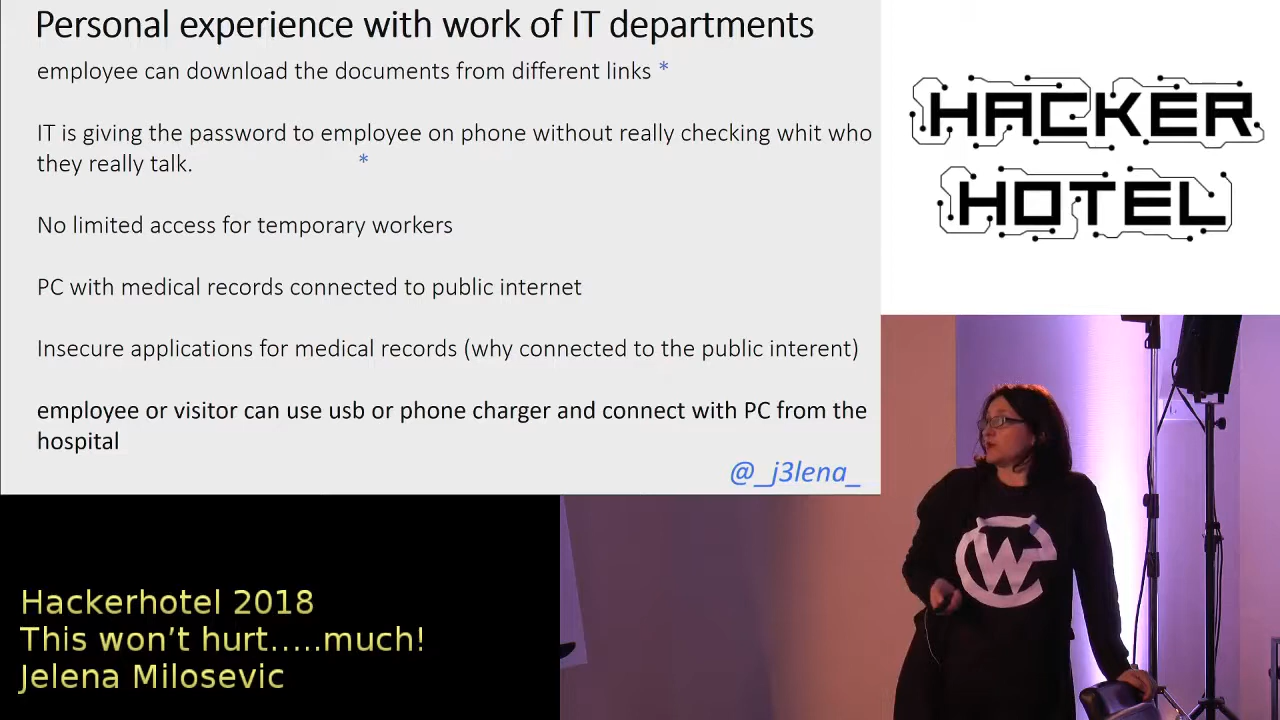 Personal experience with work of IT departments
employee can download the documents from different links *
IT is giving the password to employee on phone without really checking whit who
they really talk. *
No limited access for temporary workers
PC with medical records connected to public internet
Insecure applications for medical records (why connected to the public interent)
employee or visitor can use usb or phone charger and connect with PC from the
hospital
@_j3lena_
HACKER
HOTEL
W
Hackerhotel 2018
This won't hurt.....much!
Jelena Milosevic